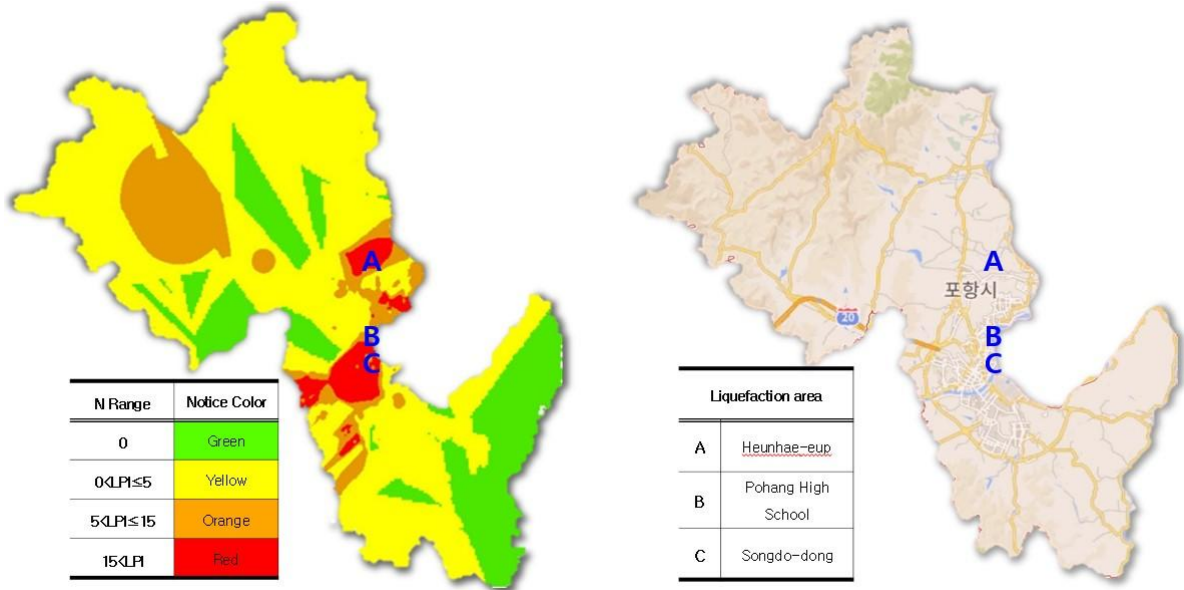 A
B
C
N Range Notice Color
0 Green
0<LPI≤5 Yellow
5<LPI≤15 Orange
15<LPI Red
A
포항시
20
B
C
Liquefaction area
A Heunhae-eup
B Pohang High
School
C Songdo-dong